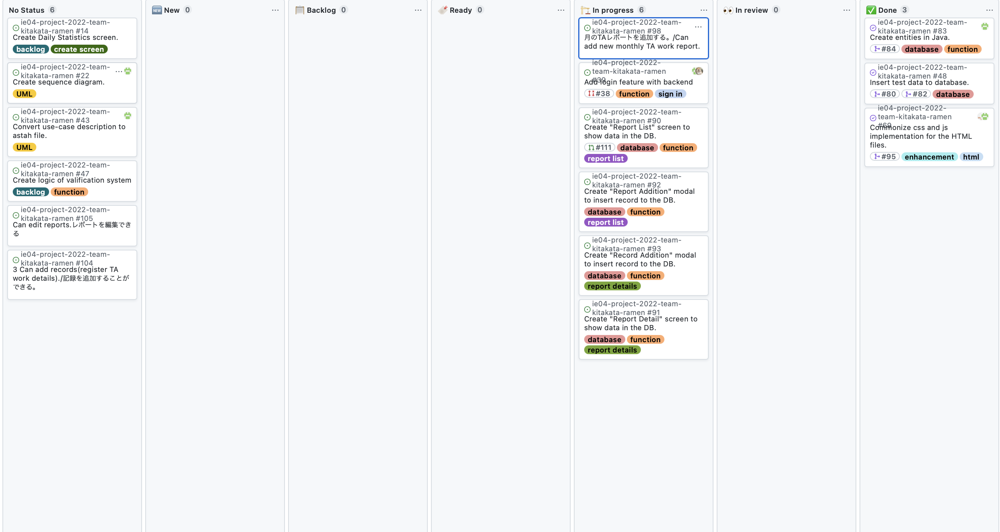 No Status 6
ie04-project-2022-team-
kitakata-ramen #14
Create Daily Statistics screen.
backlog create screen
ie04-project-2022-team-
kitakata-ramen #22
Create sequence diagram.
UML
ie04-project-2022-team-
kitakata-ramen #43
Convert use-case description to
astah file.
UML
ie04-project-2022-team-
kitakata-ramen #47
Create logic of valification system
backlog function
ie04-project-2022-team-
kitakata-ramen #105
Can edit reports.レポートを編集でき
る
ie04-project-2022-team-
kitakata-ramen #104
3 Can add records(register TA
work details)./記録を追加することが
できる。
NEW New 0
Backlog 0
Ready 0
In progress 6
ie04-project-2022-team-
kitakata-ramen #98
月のTAレポートを追加する。/Can
add new monthly TA work report.
ie04-project-2022-
team-kitakata-ramen
#39
Add login feature with backend
#38 function sign in
ie04-project-2022-team-
kitakata-ramen #90
Create "Report List" screen to
show data in the DB.
#111 database function
report list
ie04-project-2022-team-
kitakata-ramen #92
Create "Report Addition" modal
to insert record to the DB.
database function
report list
ie04-project-2022-team-
kitakata-ramen #93
Create "Record Addition" modal
to insert record to the DB.
database function
report details
ie04-project-2022-team-
kitakata-ramen #91
Create "Report Detail" screen to
show data in the DB.
database function
report details
In review 0
Done 3
ie04-project-2022-team-
kitakata-ramen #83
Create entities in Java.
#84 database function
ie04-project-2022-team-
kitakata-ramen #48
Insert test data to database.
#80 #82 database
ie04-project-2022-
team-kitakata-ramen
#69
Commonize css and js
implementation for the HTML
files.
#95 enhancement html